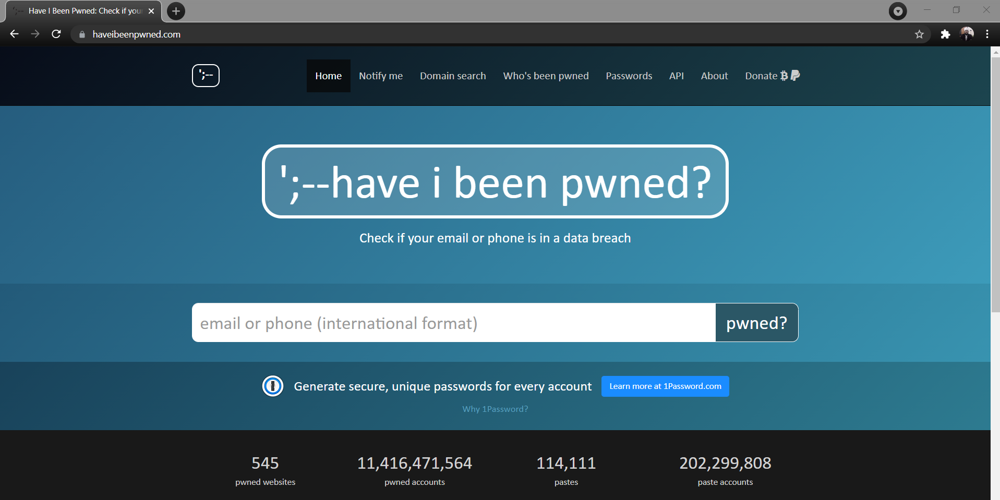 Have I Been Pwned: Check if your
haveibeenpwned.com
';--
Home Notify me Domain search Who's been pwned Passwords API About Donate
';--have i been pwned?
Check if your email or phone is in a data breach
email or phone (international format) pwned?
Generate secure, unique passwords for every account Learn more at 1Password.com
Why 1Password?
545 11,416,471,564 114,111 202,299,808
pwned websites pwned accounts pastes paste accounts